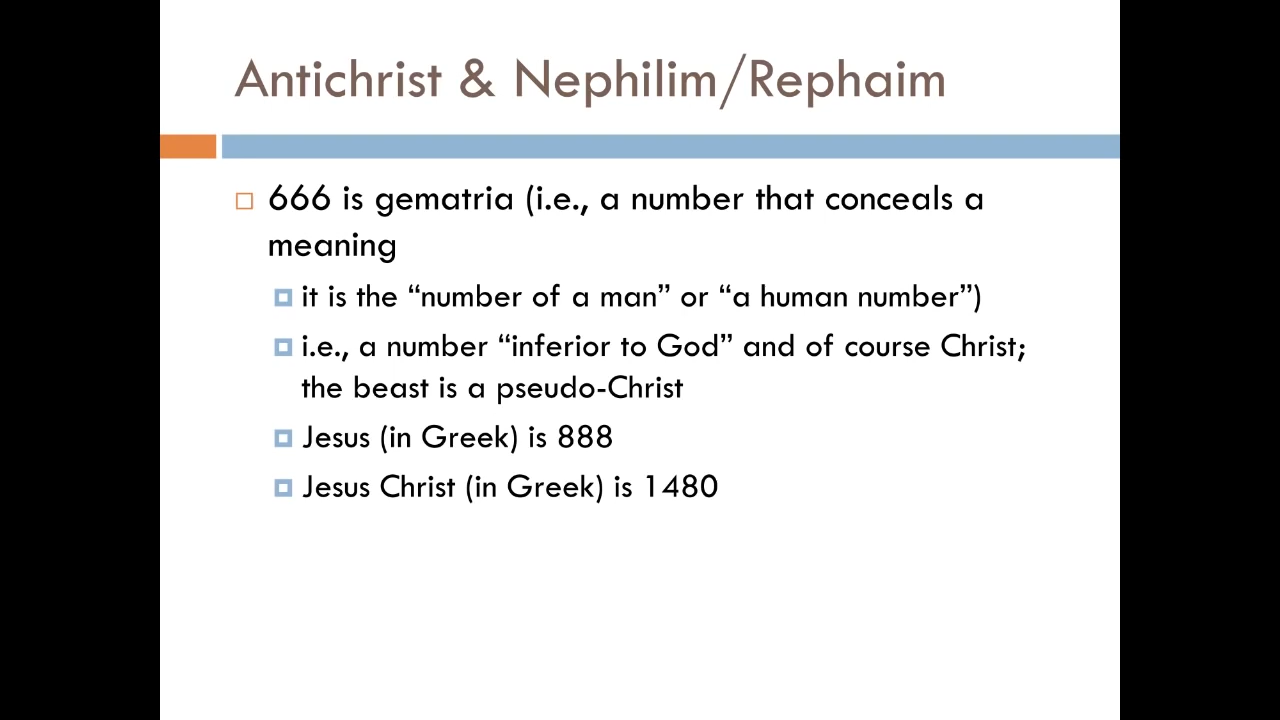 Antichrist & Nephilim/Rephaim
666 is gematria (i.e., a number that conceals a
meaning
it is the “number of a man” or “a human number”)
i.e., a number “inferior to God” and of course Christ;
the beast is a pseudo-Christ
Jesus (in Greek) is 888
Jesus Christ (in Greek) is 1480